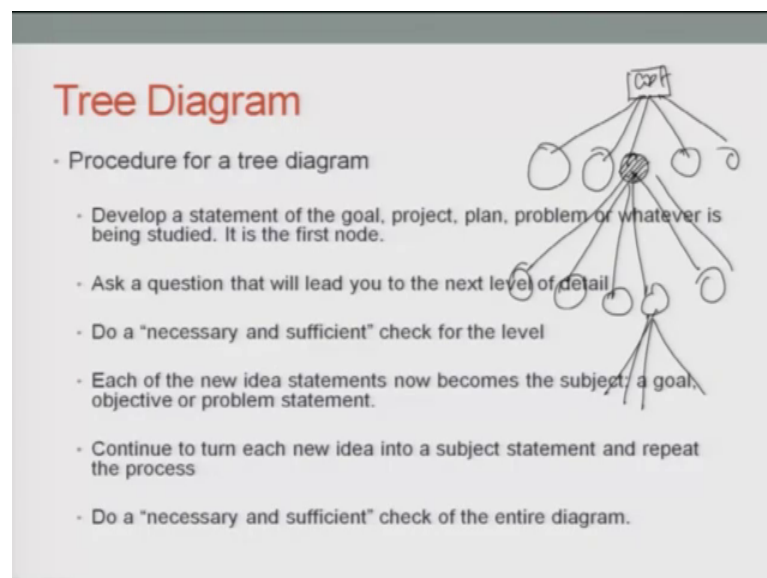 Tree Diagram
Procedure for a tree diagram
Develop a statement of the goal, project, plan, problem or whatever is
being studied. It is the first node.
Ask a question that will lead you to the next level of detail
Do a “necessary and sufficient” check for the level
Each of the new idea statements now becomes the subject: a goal,
objective or problem statement.
Continue to turn each new idea into a subject statement and repeat
the process
Do a “necessary and sufficient” check of the entire diagram.